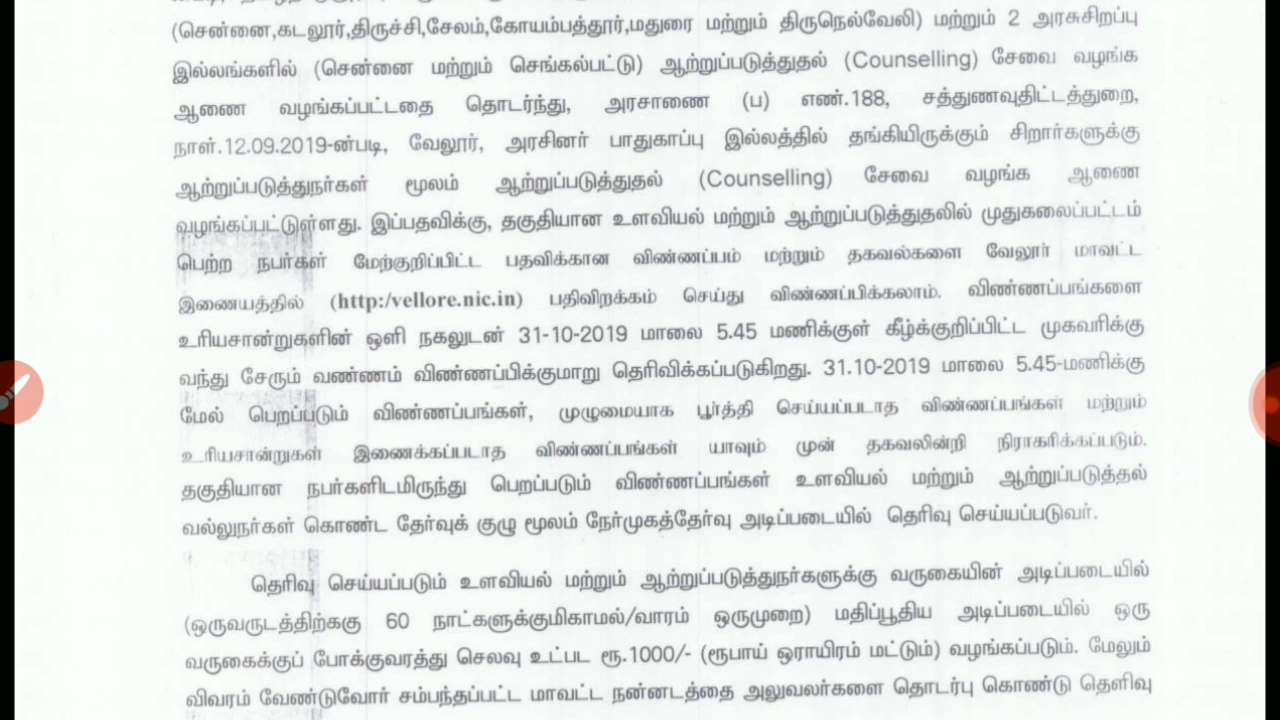 (சென்னை,கடலூர்,திருச்சி,சேலம்,கோயம்பத்தூர்,மதுரை மற்றும் திருநெல்வேலி) மற்றும் 2 அரசுசிறப்பு
இல்லங்களில் (சென்னை மற்றும் செங்கல்பட்டு) ஆற்றுப்படுத்துதல் (Counselling) சேவை வழங்க
ஆணை வழங்கப்பட்டதை தொடர்ந்து, அரசாணை (ப) எண்.188, சத்துணவுதிட்டத்துறை,
நாள்.12.09.2019-ன்படி, வேலூர், அரசினர் பாதுகாப்பு இல்லத்தில் தங்கியிருக்கும் சிறார்களுக்கு
ஆற்றுப்படுத்துநர்கள் மூலம் ஆற்றுப்படுத்துதல் (Counselling) சேவை வழங்க ஆணை
வழங்கப்பட்டுள்ளது. இப்பதவிக்கு, தகுதியான உளவியல் மற்றும் ஆற்றுப்படுத்துதலில் முதுகலைப்பட்டம்
பெற்ற நபர்கள் மேற்குறிப்பிட்ட பதவிக்கான விண்ணப்பம் மற்றும் தகவல்களை வேலூர் மாவட்ட
இணையத்தில் (http:/vellore.nic.in) பதிவிறக்கம் செய்து விண்ணப்பிக்கலாம். விண்ணப்பங்களை
உரியசான்றுகளின் ஒளி நகலுடன் 31-10-2019 மாலை 5.45 மணிக்குள் கீழ்க்குறிப்பிட்ட முகவரிக்கு
வந்து சேரும் வண்ணம் விண்ணப்பிக்குமாறு தெரிவிக்கப்படுகிறது. 31.10-2019 மாலை 5.45-மணிக்கு
மேல் பெறப்படும் விண்ணப்பங்கள், முழுமையாக பூர்த்தி செய்யப்படாத விண்ணப்பங்கள் மற்றும்
உரியசான்றுகள் இணைக்கப்படாத விண்ணப்பங்கள் யாவும் முன் தகவலின்றி நிராகரிக்கப்படும்.
தகுதியான நபர்களிடமிருந்து பெறப்படும் விண்ணப்பங்கள் உளவியல் மற்றும் ஆற்றுப்படுத்தல்
வல்லுநர்கள் கொண்ட தேர்வுக் குழு மூலம் நேர்முகத்தேர்வு அடிப்படையில் தெரிவு செய்யப்படுவர்.
தெரிவு செய்யப்படும் உளவியல் மற்றும் ஆற்றுப்படுத்துநர்களுக்கு வருகையின் அடிப்படையில்
(ஒருவருடத்திற்ககு 60 நாட்களுக்குமிகாமல்/வாரம் ஒருமுறை) மதிப்பூதிய அடிப்படையில் ஒரு
வருகைக்குப் போக்குவரத்து செலவு உட்பட ரூ.1000/- (ரூபாய் ஒராயிரம் மட்டும்) வழங்கப்படும். மேலும்
விவரம் வேண்டுவோர் சம்பந்தப்பட்ட மாவட்ட நன்னடத்தை அலுவலர்களை தொடர்பு கொண்டு தெளிவு